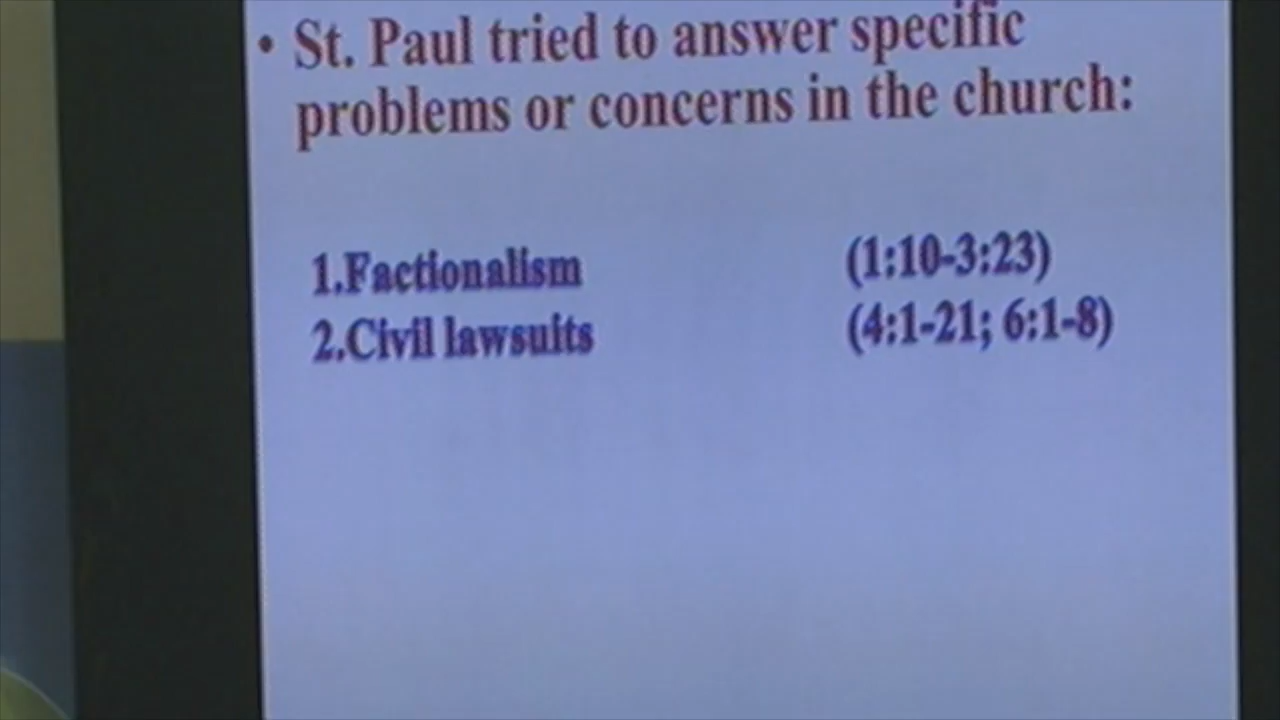 • St. Paul tried to answer specific
problems or concerns in the church:
1.Factionalism (1:10-3:23)
2.Civil lawsuits (4:1-21; 6:1-8)